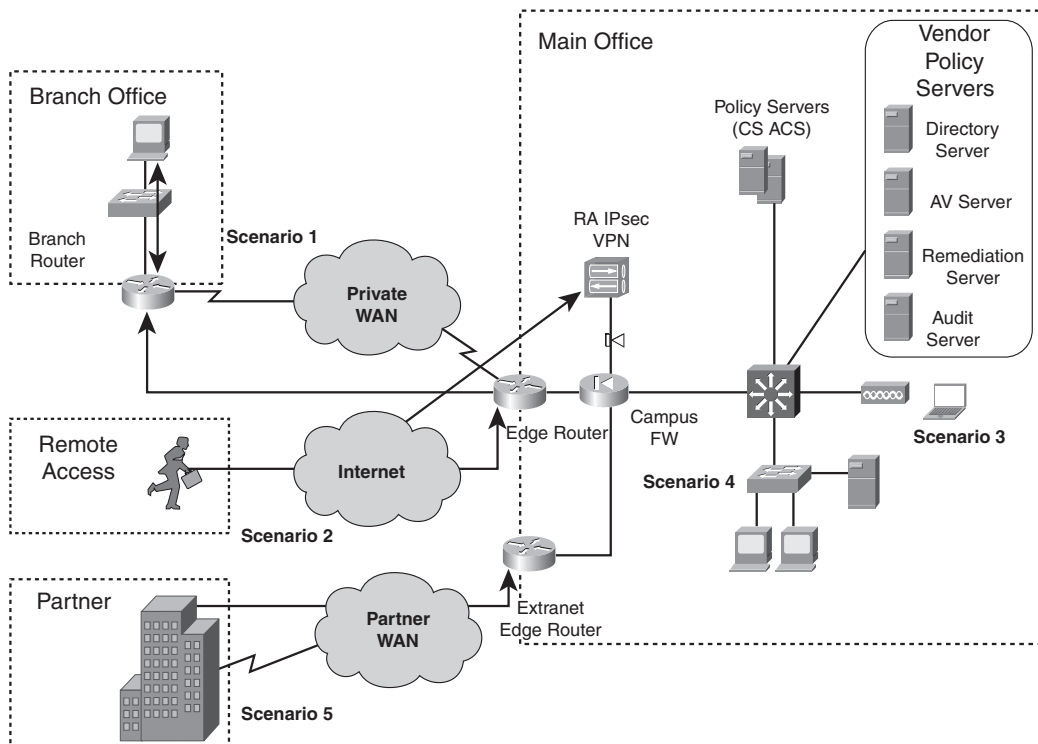 Main Office
Vendor
Policy
Servers
Directory
Server
AV Server
Remediation
Server
Audit
Server
Policy Servers
(CS ACS)
Branch Office
Branch
Router
Scenario 1
Private
WAN
RA IPsec
VPN
Edge Router
Campus
FW
Scenario 3
Remote
Access
Internet
Scenario 2
Scenario 4
Partner
Partner
WAN
Extranet
Edge Router
Scenario 5